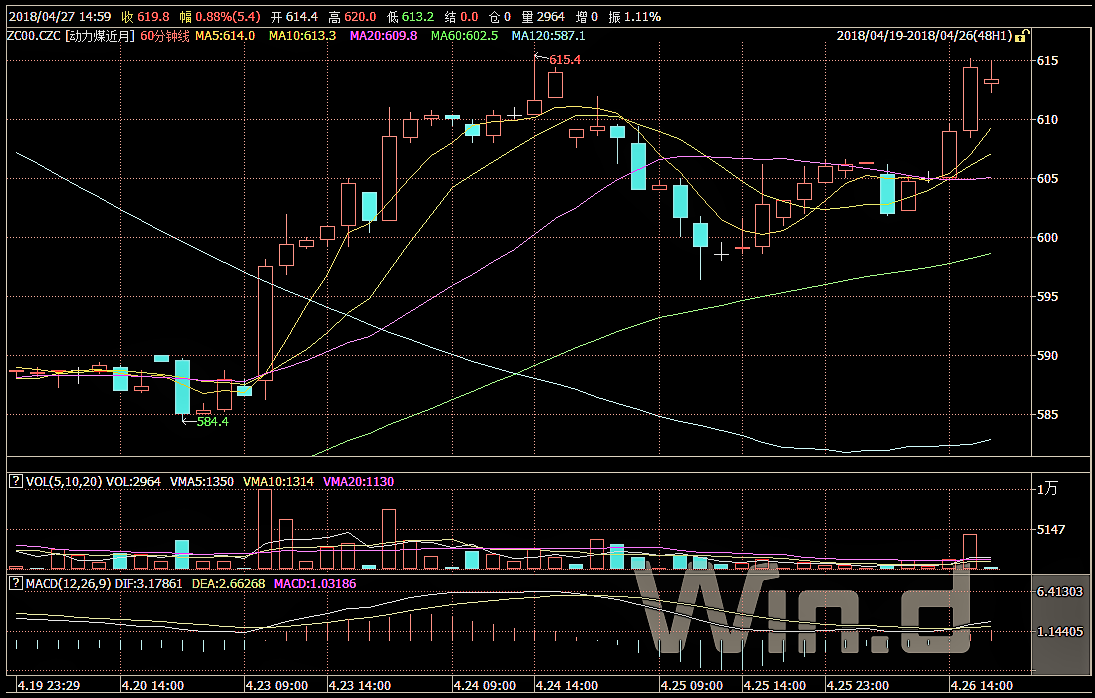 2018/04/27 14:59 收 619.8 幅 0.88%(5.4) 开 614.4 高 620.0 低 613.2 结 0.0 仓 0 量 2964 增 0 振 1.11%
ZC00.CZC [动力煤近月] 60分钟线 MA5:614.0 MA10:613.3 MA20:609.8 MA60:602.5 MA120:587.1 2018/04/19-2018/04/26(48H1)
615.4
615
610
605
600
595
590
585
584.4
? VOL(5,10,20) VOL:2964 VMA5:1350 VMA10:1314 VMA20:1130
1万
5147
? MACD(12,26,9) DIF:3.17861 DEA:2.66268 MACD:1.03186
6.41303
1.14405
Win.d
4.19 23:29 4.20 14:00 4.23 09:00 4.23 14:00 4.24 09:00 4.24 14:00 4.25 09:00 4.25 14:00 4.25 23:00 4.26 14:00